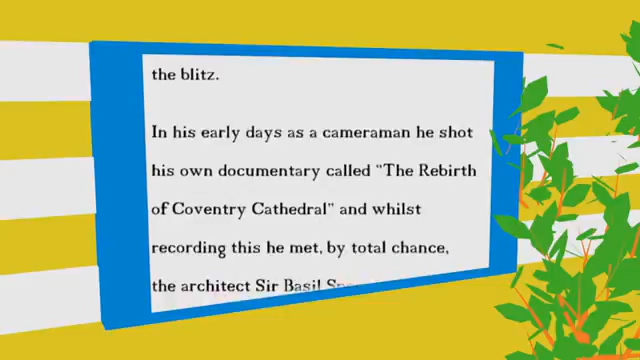 the blitz.
In his early days as a cameraman he shot
his own documentary called "The Rebirth
of Coventry Cathedral" and whilst
recording this he met, by total chance,
the architect Sir Basil